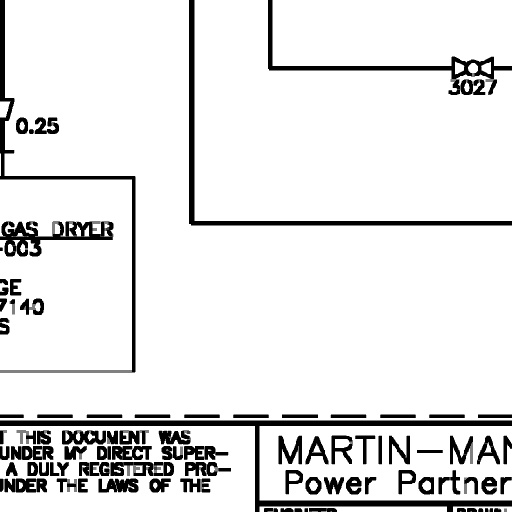 3027
0.25
GAS DRYER
-003
GE
7140
S
T THIS DOCUMENT WAS
UNDER MY DIRECT SUPER-
A DULY REGISTERED PRO-
UNDER THE LAWS OF THE
MARTIN-MAN
Power Partner
ENGINEER